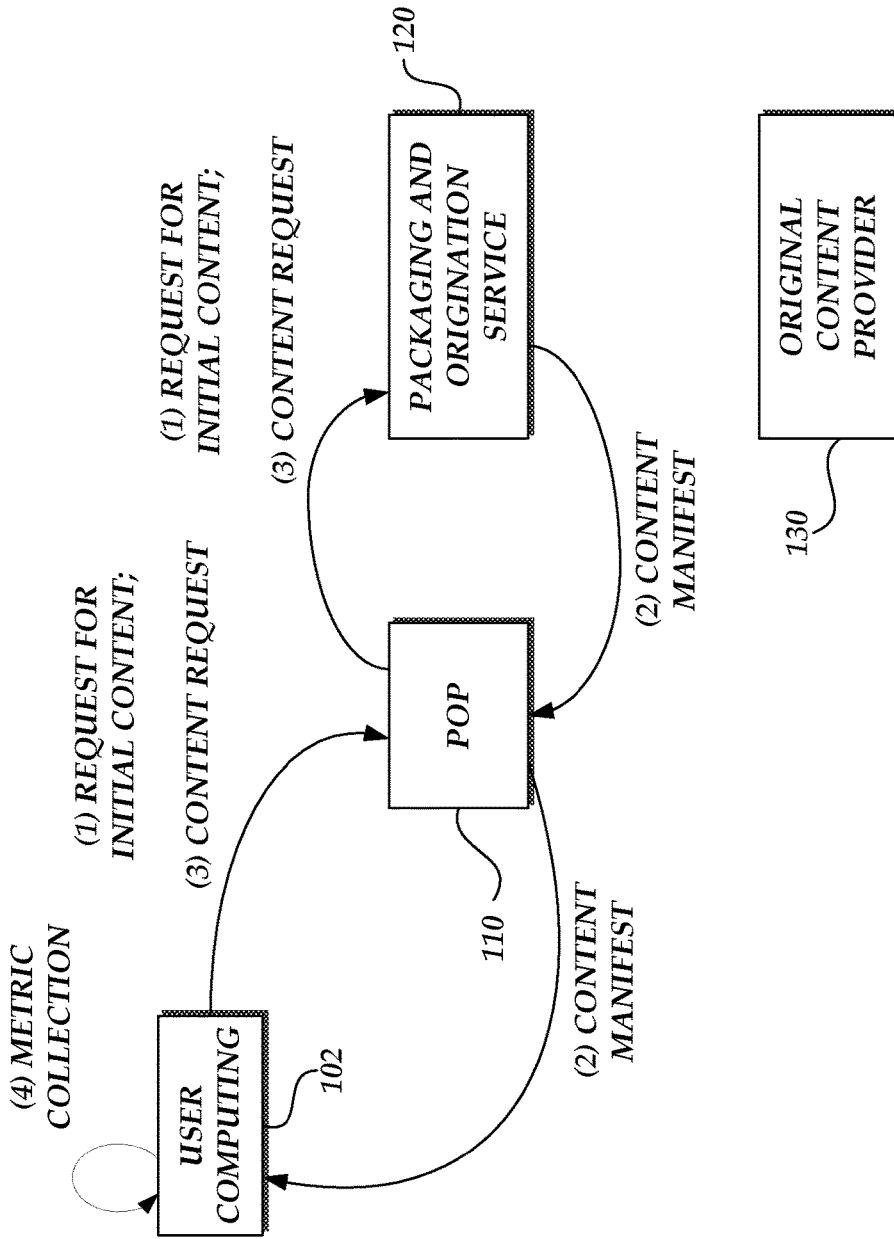 (4) METRIC
COLLECTION
USER
COMPUTING
102
(1) REQUEST FOR
INITIAL CONTENT;
(3) CONTENT REQUEST
POP
110
(2) CONTENT
MANIFEST
(1) REQUEST FOR
INITIAL CONTENT;
(3) CONTENT REQUEST
PACKAGING AND
ORIGINATION
SERVICE
120
(2) CONTENT
MANIFEST
ORIGINAL
CONTENT
PROVIDER
130